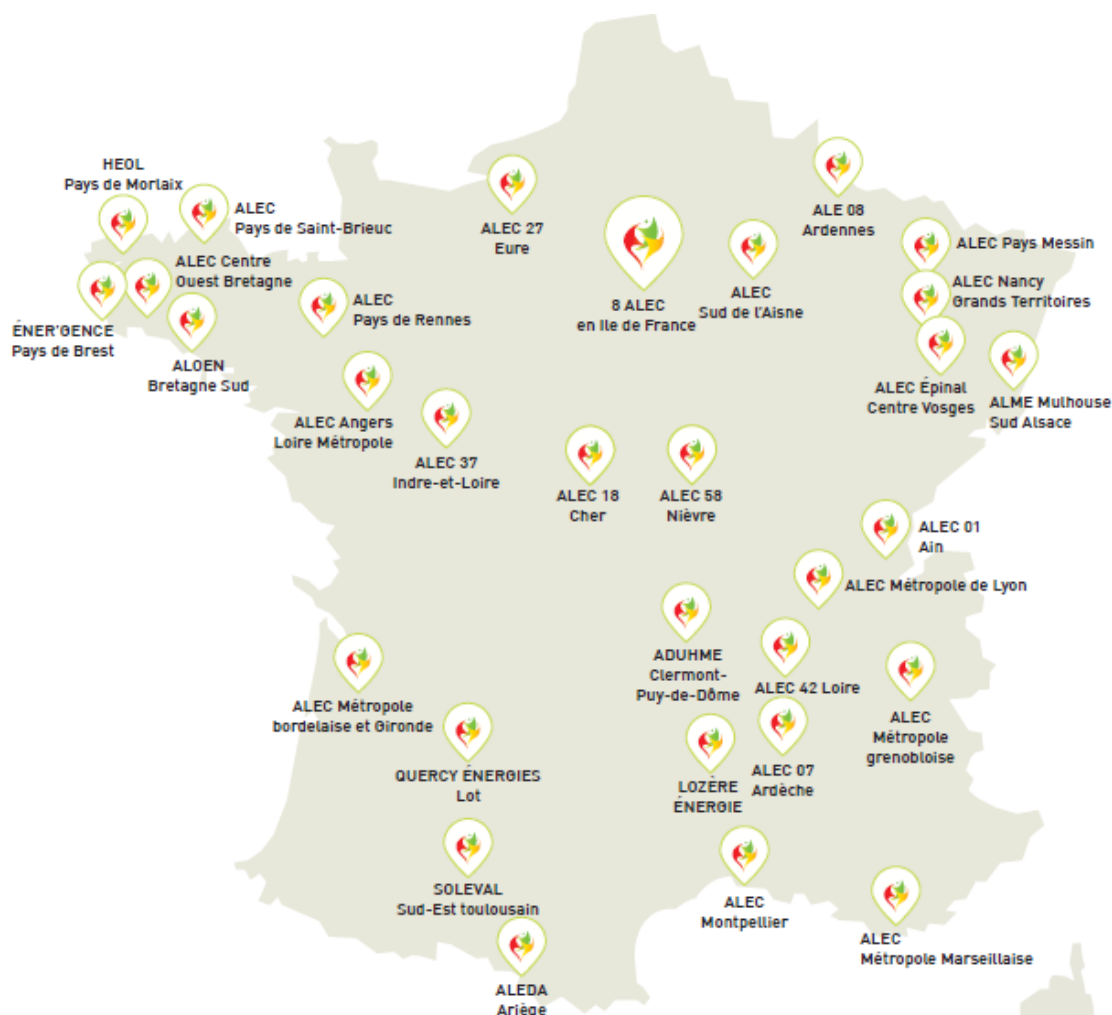 HEOL
Pays de Morlaix
ALEC
Pays de Saint-Brieuc
ALEC 27
Eure
ALE 08
Ardennes
ALEC Pays Messin
ALEC Centre
Ouest Bretagne
ALEC
Pays de Rennes
8 ALEC
en Ile de France
ALEC
Sud de l'Aisne
ALEC Nancy
Grands Territoires
ÉNER'GENCE
Pays de Brest
ALOEN
Bretagne Sud
ALEC Épinal
Centre Vosges
ALME Mulhouse
Sud Alsace
ALEC Angers
Loire Métropole
ALEC 37
Indre-et-Loire
ALEC 18
Cher
ALEC 58
Nièvre
ALEC 01
Ain
ALEC Métropole de Lyon
ADUHME
Clermont-
Puy-de-Dôme
ALEC 42 Loire
ALEC Métropole
bordelaise et Gironde
ALEC
Métropole
grenobloise
QUERCY ÉNERGIES
Lot
LOZÈRE
ÉNERGIE
ALEC 07
Ardèche
SOLEVAL
Sud-Est toulousain
ALEC
Montpellier
ALEC
Métropole Marseillaise
ALEDA
Ariège